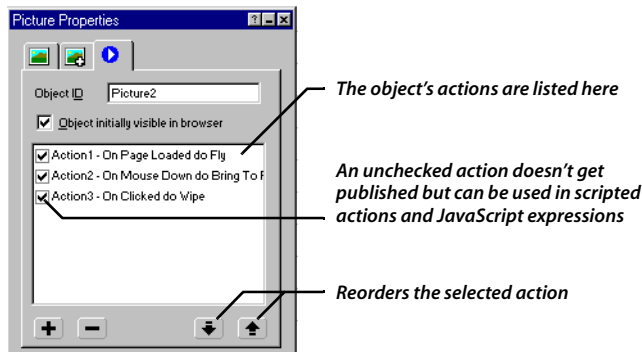 Picture Properties
Object ID Picture2
Object initially visible in browser
Action1 - On Page Loaded do Fly
Action2 - On Mouse Down do Bring To F
Action3 - On Clicked do Wipe
The object's actions are listed here
An unchecked action doesn't get
published but can be used in scripted
actions and JavaScript expressions
Reorders the selected action